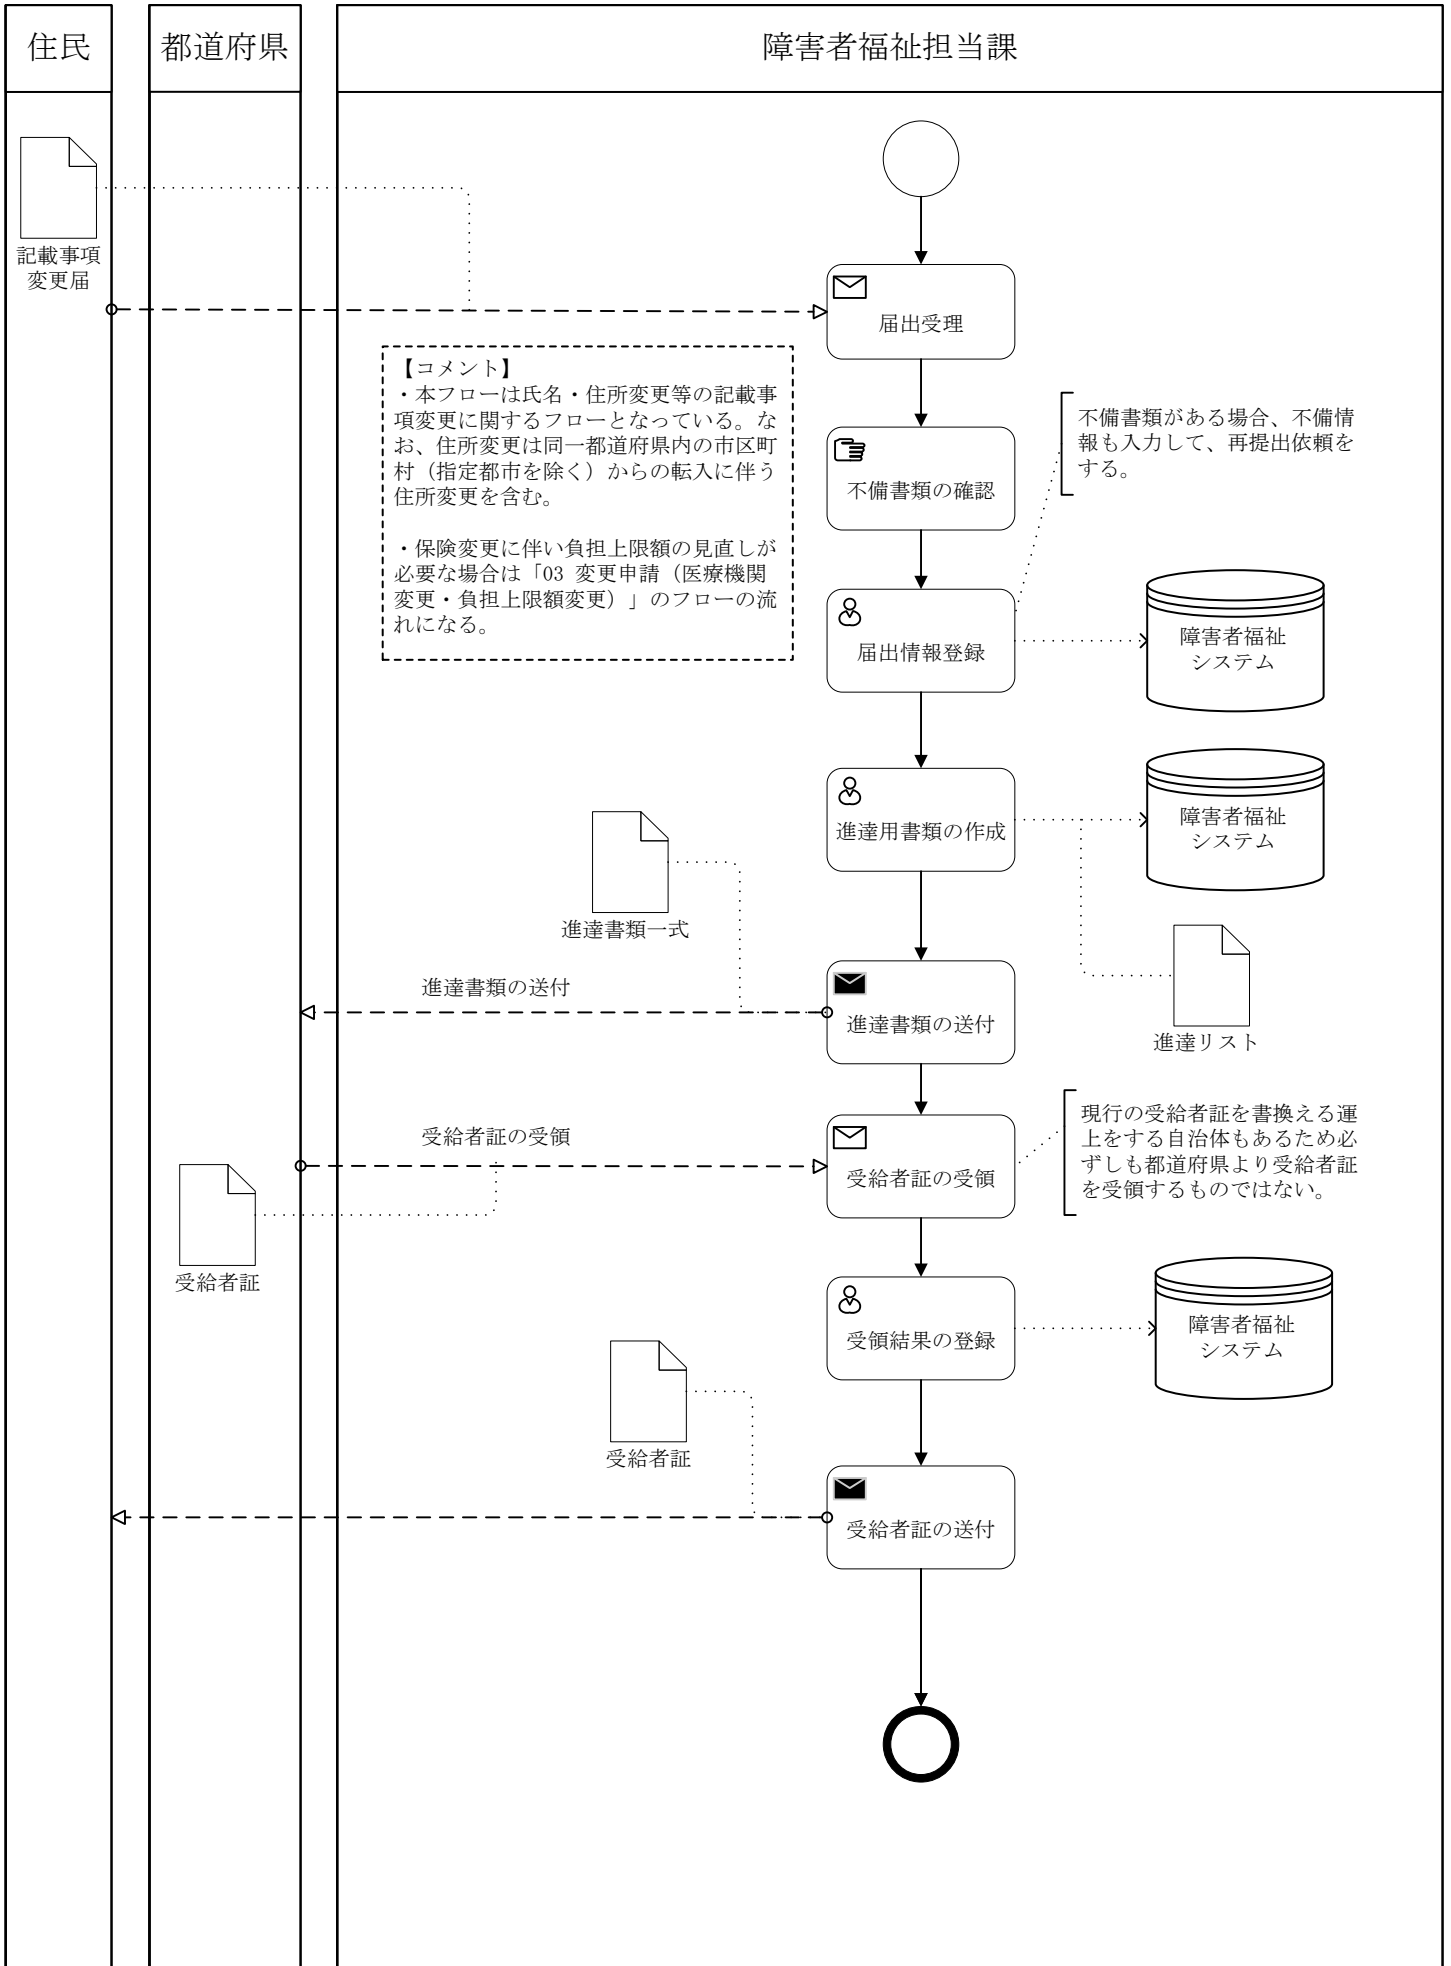 住民
都道府県
障害者福祉担当課
記載事項
変更届
届出受理
【コメント】
・本フローは氏名・住所変更等の記載事
項変更に関するフローとなっている。な
お、住所変更は同一都道府県内の市区町
村（指定都市を除く）からの転入に伴う
住所変更を含む。
・保険変更に伴い負担上限額の見直しが
必要な場合は「03 変更申請（医療機関
変更・負担上限額変更）」のフローの流
れになる。
不備書類がある場合、不備情
報も入力して、再提出依頼を
する。
不備書類の確認
届出情報登録
障害者福祉
システム
進達用書類の作成
障害者福祉
システム
進達書類一式
進達書類の送付
進達書類の送付
進達リスト
受給者証の受領
受給者証の受領
現行の受給者証を書換える運
上をする自治体もあるため必
ずしも都道府県より受給者証
を受領するものではない。
受給者証
受領結果の登録
障害者福祉
システム
受給者証
受給者証の送付